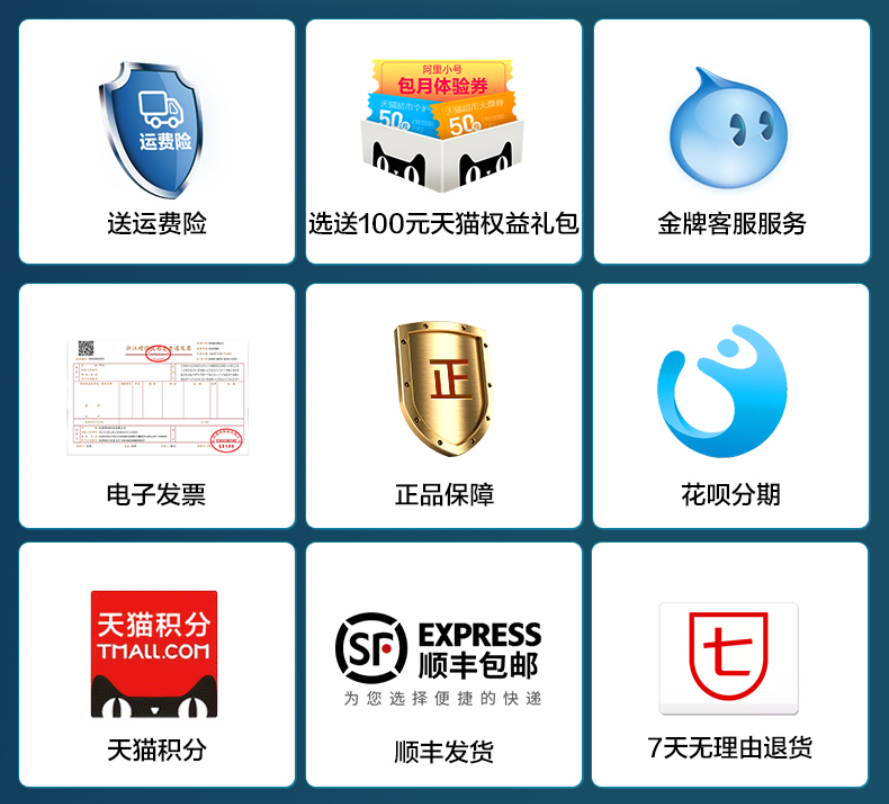 运费险
送运费险
阿里小号
包月体验券
50
50
选送100元天猫权益礼包
金牌客服服务
电子发票
正
正品保障
花呗分期
天猫积分
TMALL.COM
天猫积分
SF
EXPRESS
顺丰包邮
为您选择便捷的快递
顺丰发货
七
7天无理由退货